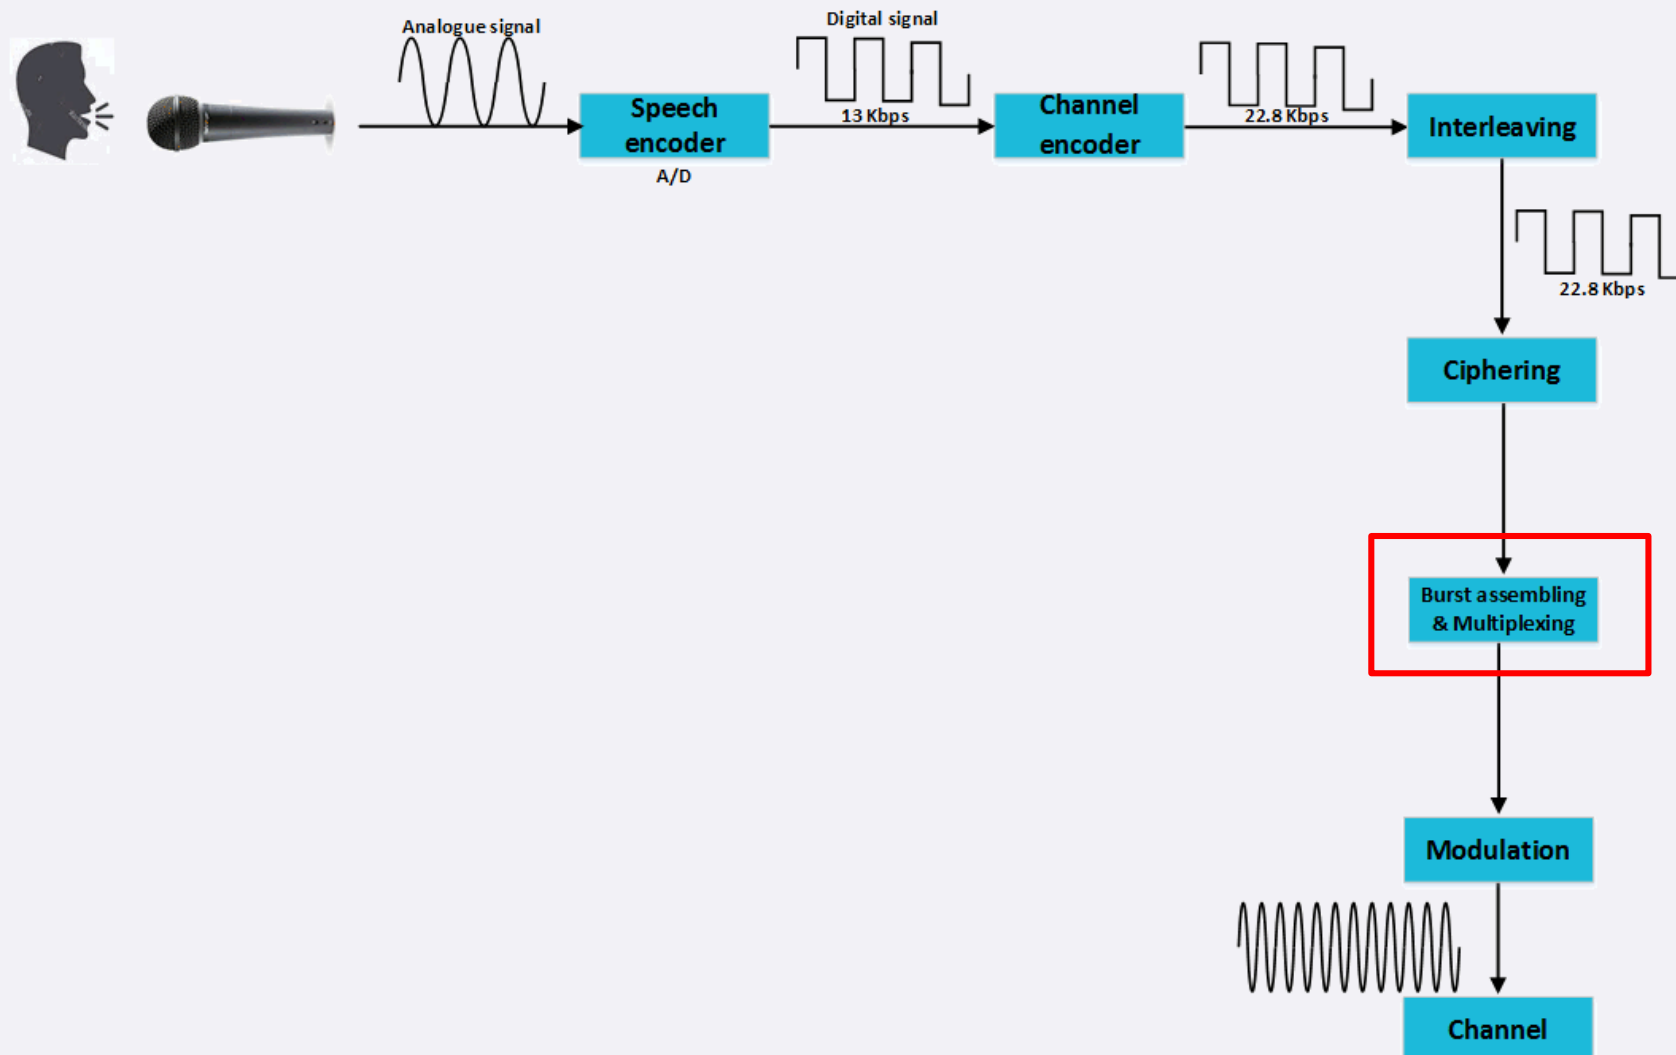 Analogue signal
Digital signal
Speech
encoder
A/D
13 Kbps
Channel
encoder
22.8 Kbps
Interleaving
22.8 Kbps
Ciphering
Burst assembling
& Multiplexing
Modulation
Channel